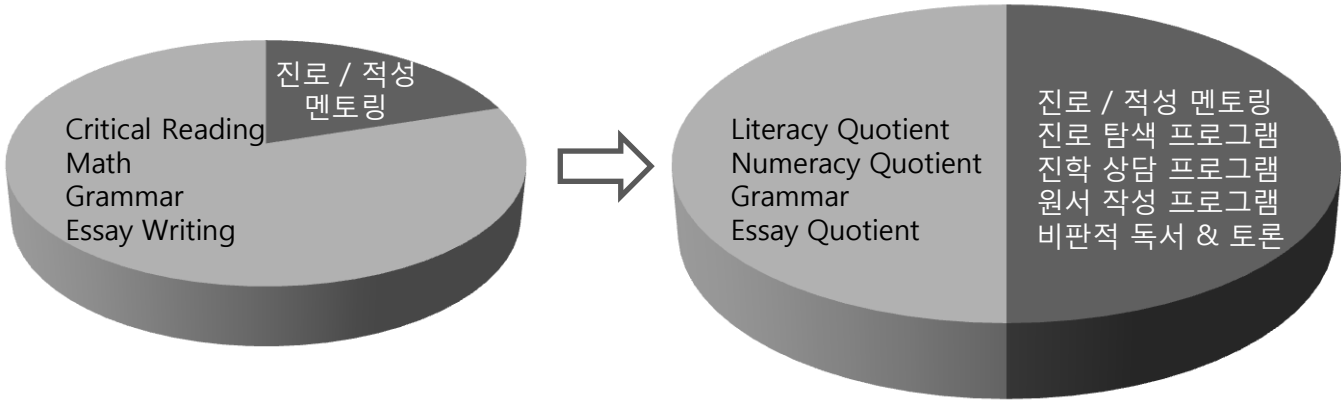 진로 / 적성
멘토링
Critical Reading
Math
Grammar
Essay Writing
Literacy Quotient
Numeracy Quotient
Grammar
Essay Quotient
진로 / 적성 멘토링
진로 탐색 프로그램
진학 상담 프로그램
원서 작성 프로그램
비판적 독서 & 토론